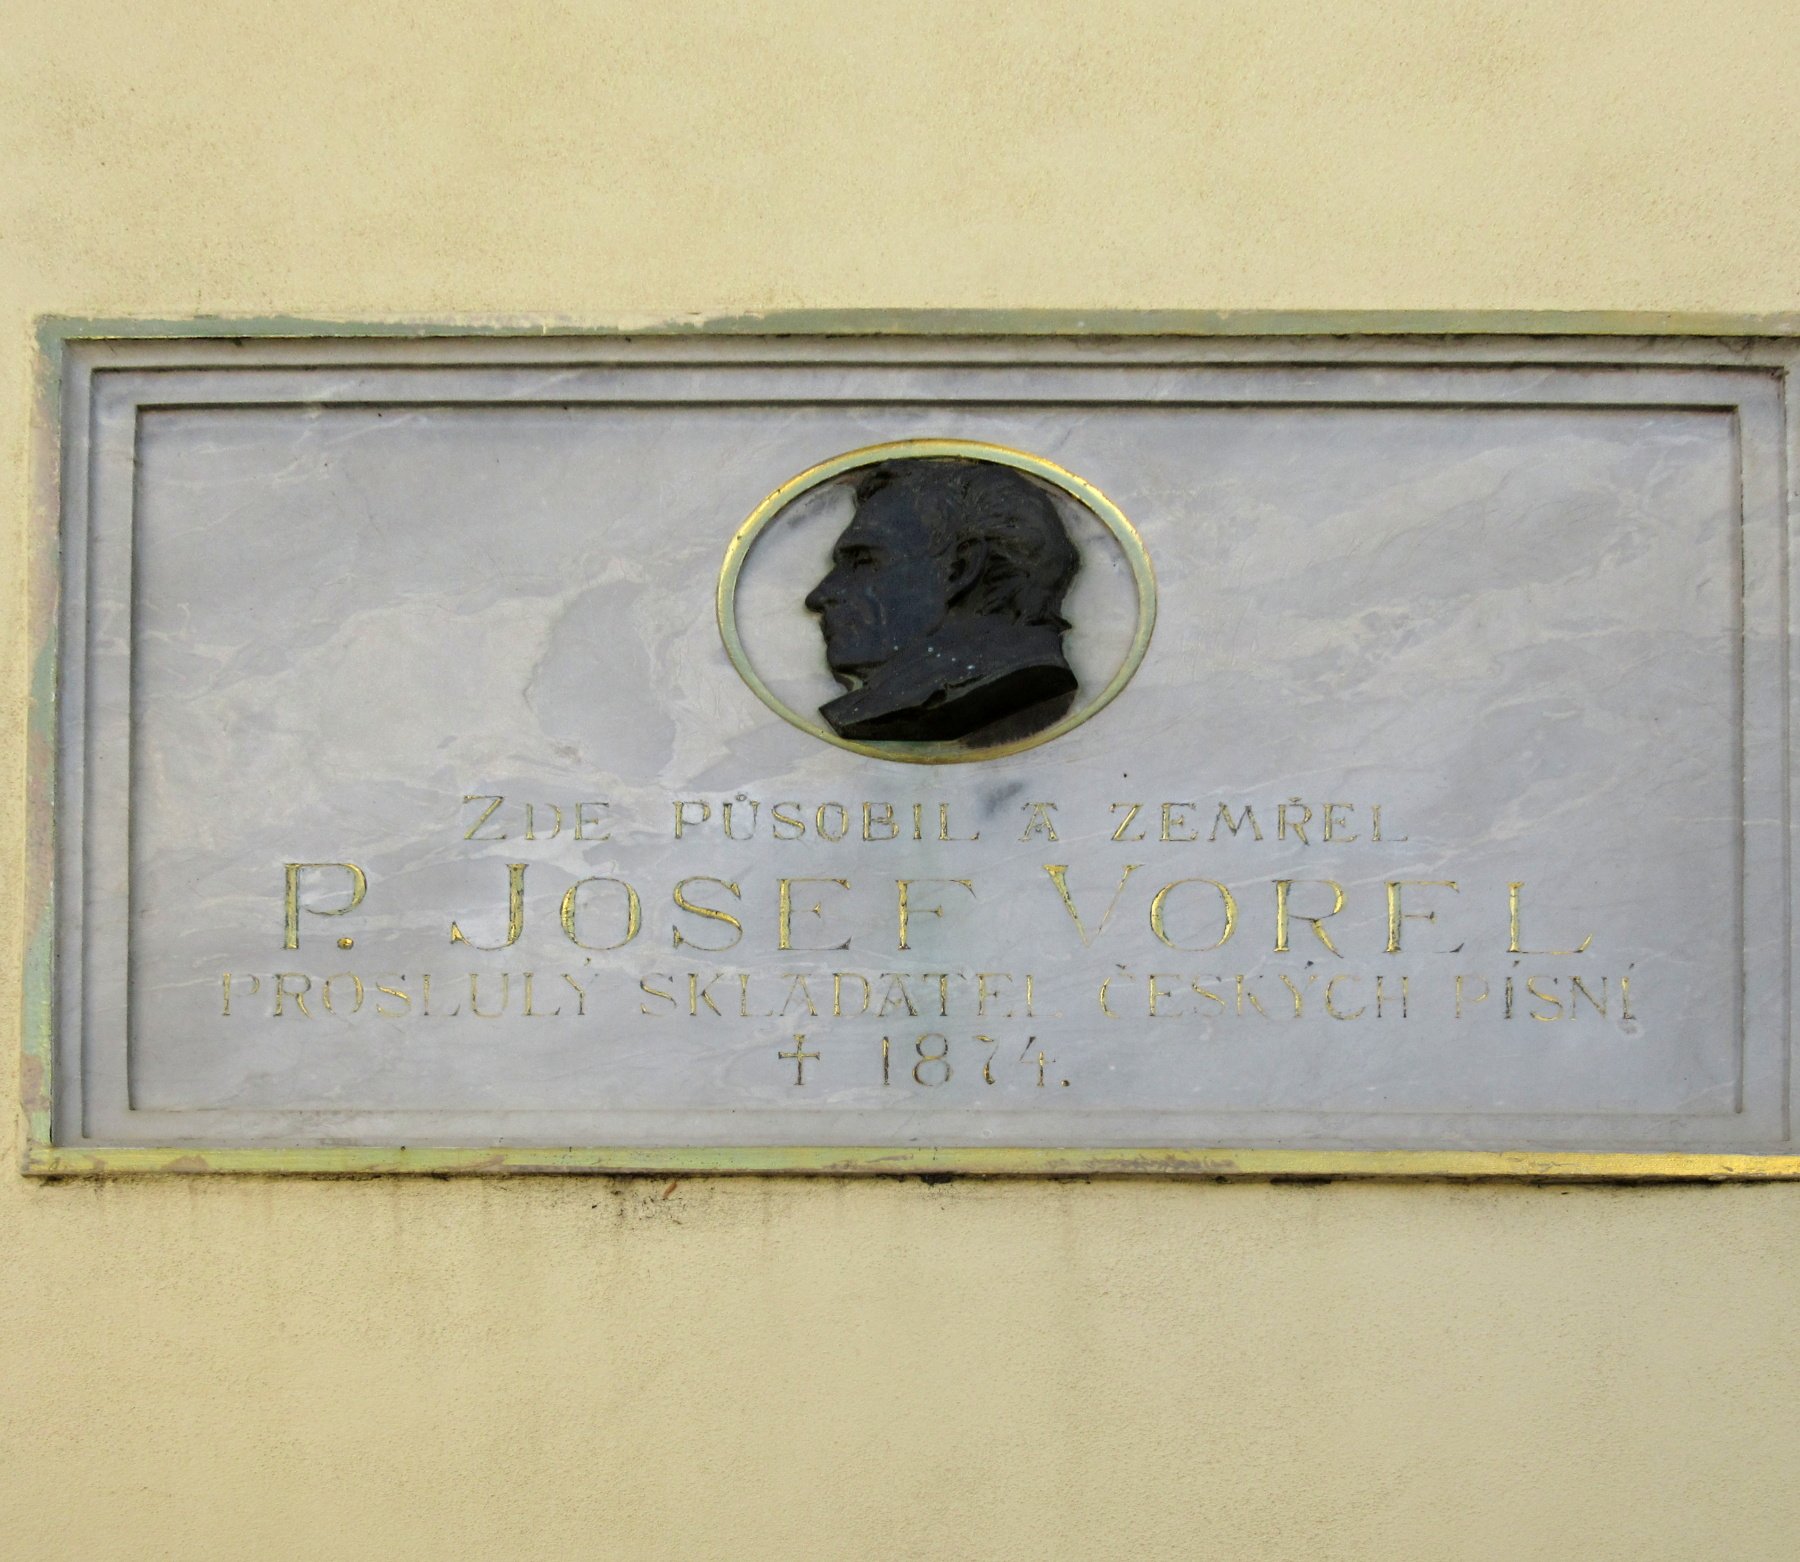 ZDE PŮSOBIL A ZEMŘEL
P. JOSEF VOREL
PROSLULÝ SKLADATEL ČESKÝCH PÍSNÍ
† 1874.